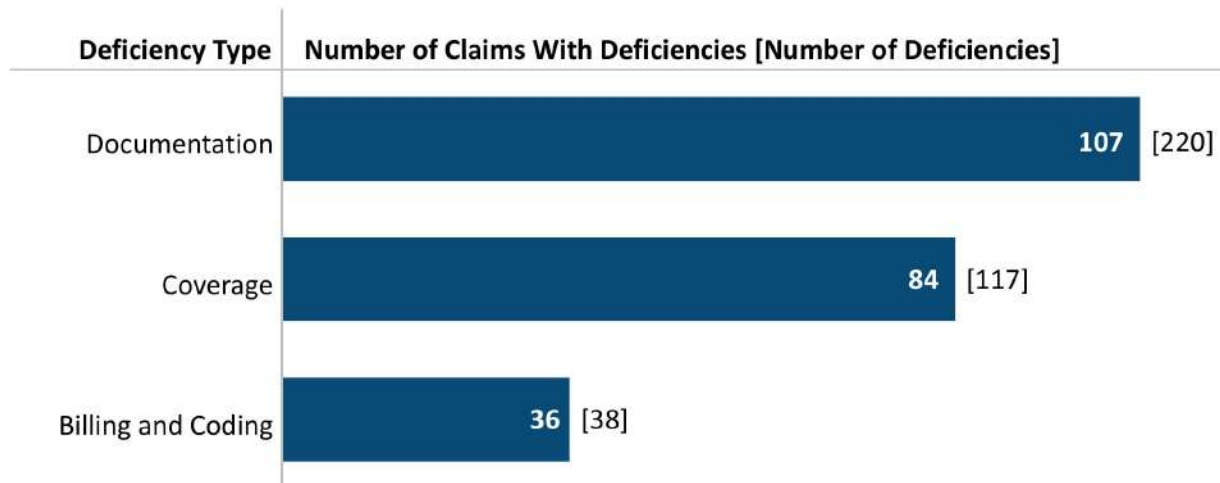 Deficiency Type Number of Claims With Deficiencies [Number of Deficiencies]
Documentation 107 [220]
Coverage 84 [117]
Billing and Coding 36 [38]